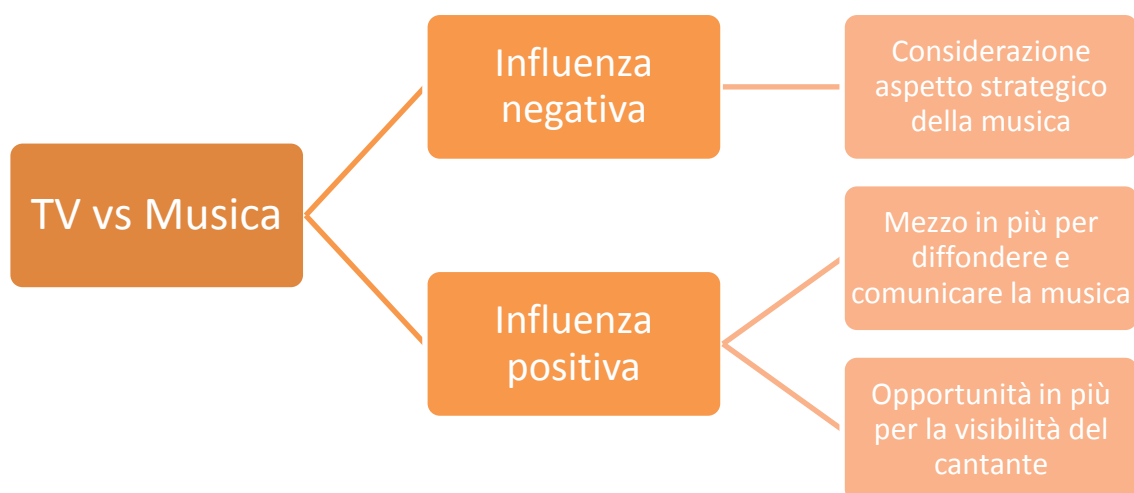 TV vs Musica
Influenza
negativa
Considerazione
aspetto strategico
della musica
Influenza
positiva
Mezzo in più per
diffondere e
comunicare la musica
Opportunità in più
per la visibilità del
cantante